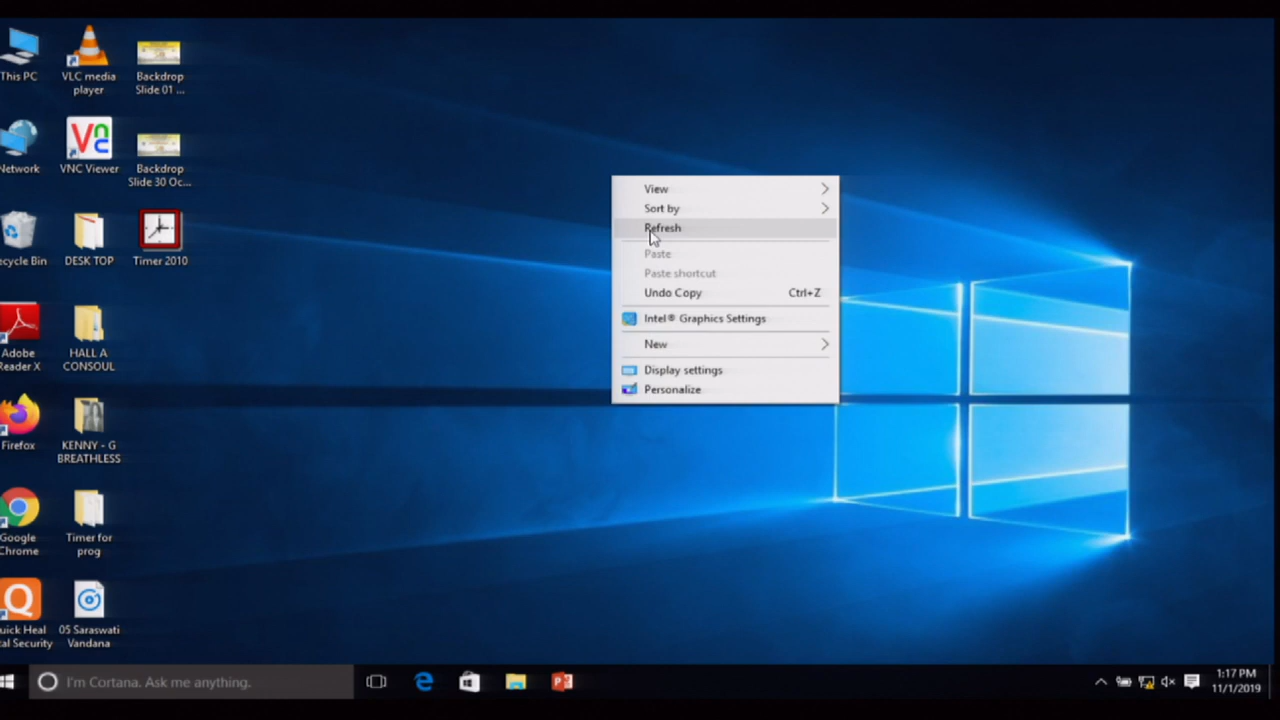 This PC
VLC media
player
Backdrop
Slide 01 ...
Network
VNC Viewer
Backdrop
Slide 30 Oc...
ecycle Bin
DESK TOP
Timer 2010
Adobe
Reader X
HALL A
CONSOUL
Firefox
KENNY - G
BREATHLESS
Google
Chrome
Timer for
prog
uick Heal
tal Security
05 Saraswati
Vandana
View
Sort by
Refresh
Paste
Paste shortcut
Undo Copy Ctrl+Z
Intel® Graphics Settings
New
Display settings
Personalize
I'm Cortana. Ask me anything.
1:17 PM
11/1/2019